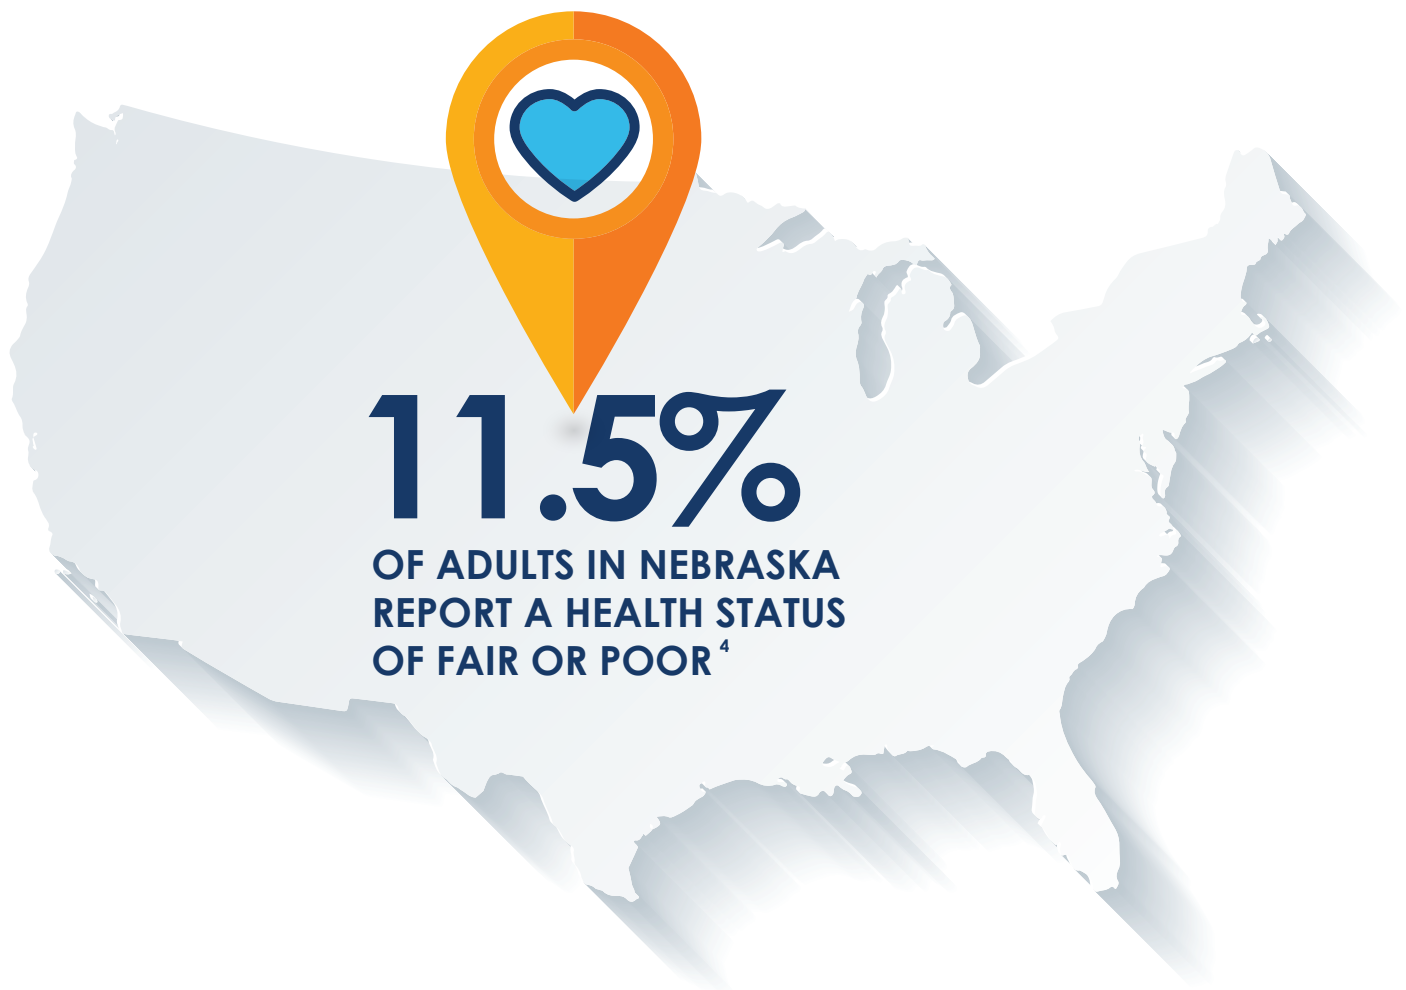 11.5%
OF ADULTS IN NEBRASKA
REPORT A HEALTH STATUS
OF FAIR OR POOR 4